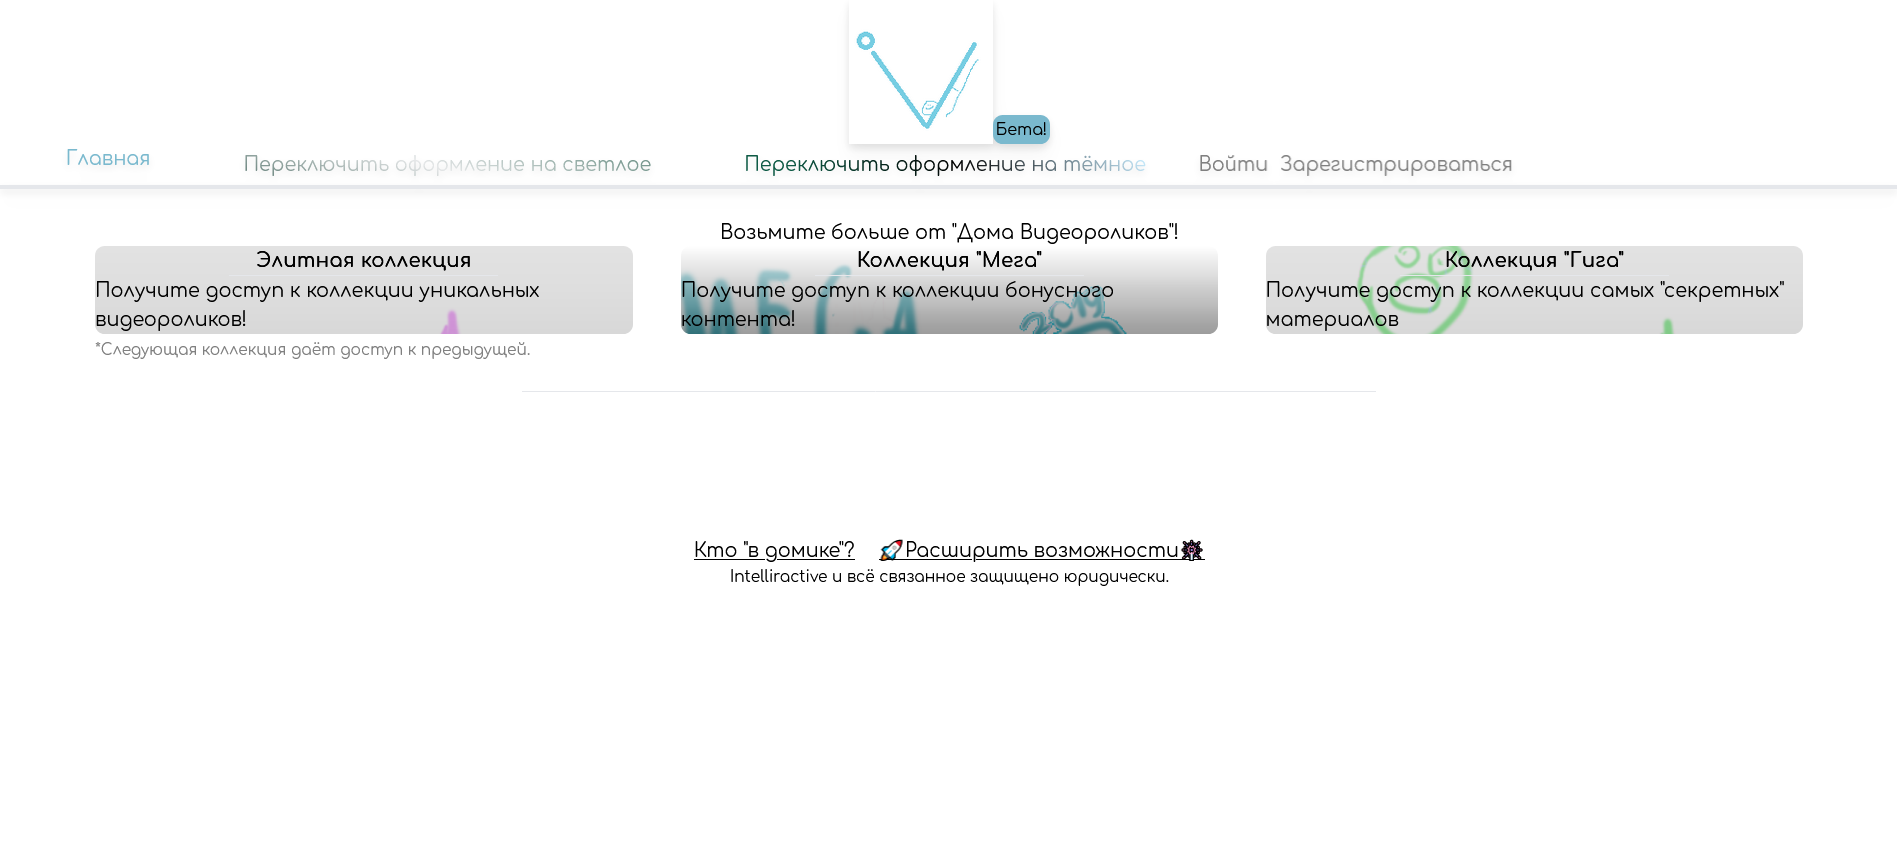 Бета!
Главная
Переключить оформление на светлое
Переключить оформление на тёмное
Войти
Зарегистрироваться
Возьмите больше от "Дома Видеороликов"!
Элитная коллекция
Получите доступ к коллекции уникальных
видеороликов!
*Следующая коллекция даёт доступ к предыдущей.
Коллекция "Мега"
Получите доступ к коллекции бонусного
контента!
MEGA
2019
Коллекция "Гига"
Получите доступ к коллекции самых "секретных"
материалов
Кто "в домике"?
🚀Расширить возможности
Intelliractive и всё связанное защищено юридически.